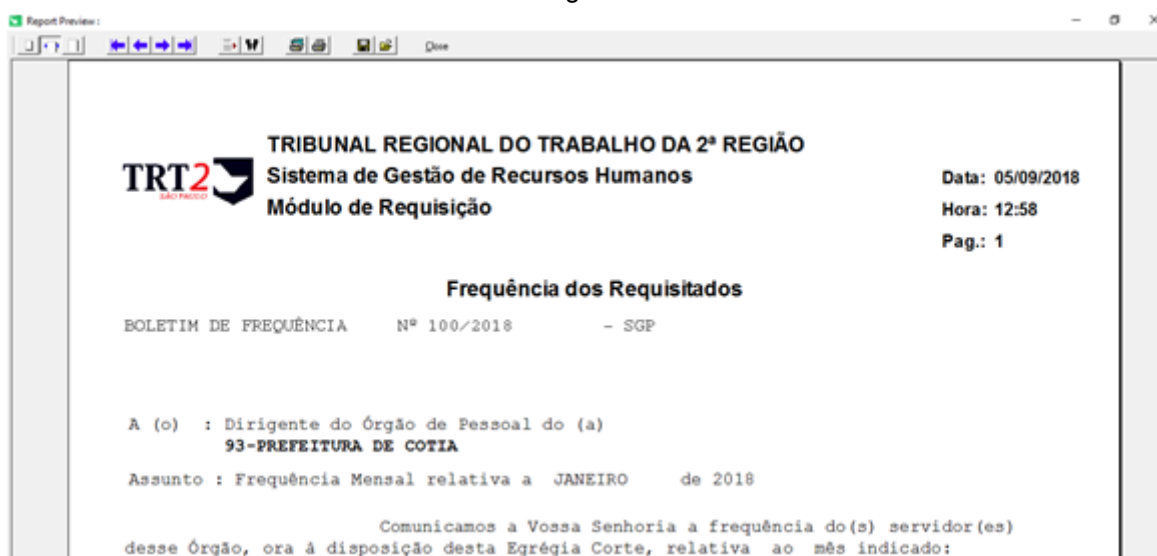 Report Preview :
Close
TRIBUNAL REGIONAL DO TRABALHO DA 2ª REGIÃO
TRT2
SÃO PAULO
Sistema de Gestão de Recursos Humanos
Data: 05/09/2018
Módulo de Requisição
Hora: 12:58
Pag.: 1
Frequência dos Requisitados
BOLETIM DE FREQUÊNCIA Nº 100/2018 - SGP
A (o) : Dirigente do Órgão de Pessoal do (a)
93-PREFEITURA DE COTIA
Assunto : Frequência Mensal relativa a JANEIRO de 2018
Comunicamos a Vossa Senhoria a frequência do(s) servidor(es)
desse Órgão, ora à disposição desta Egrégia Corte, relativa ao mês indicado: